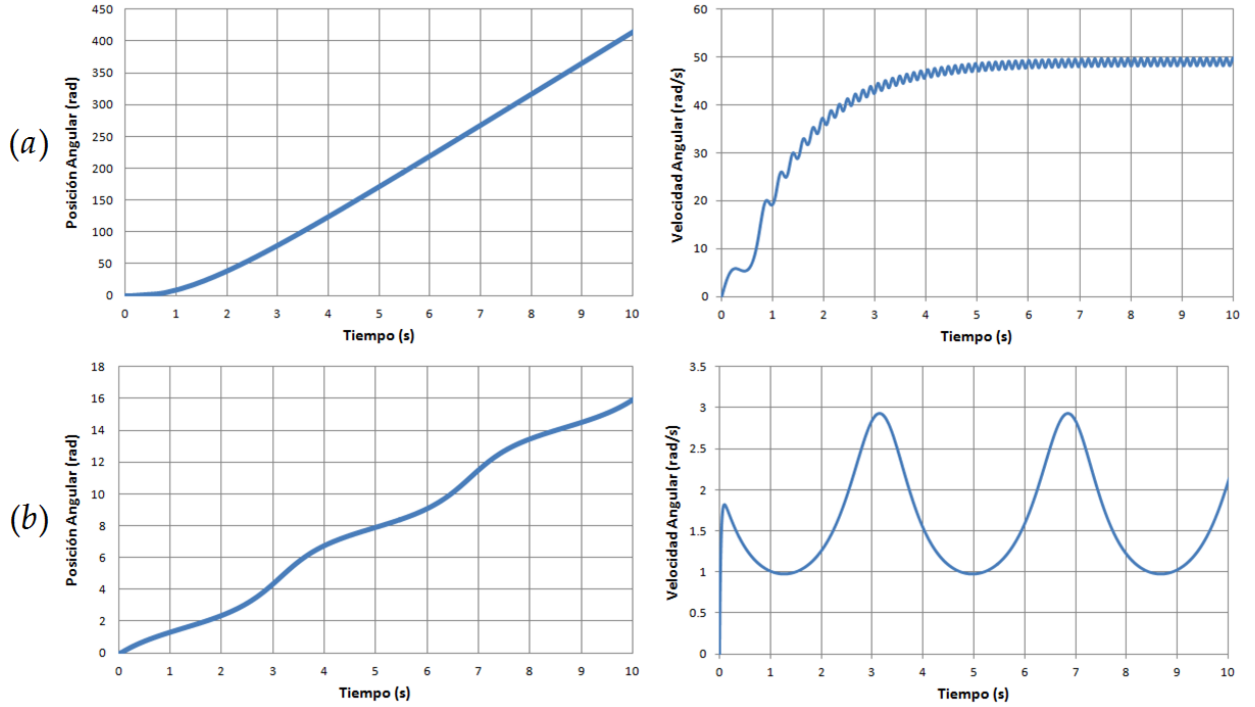 (a)
Posición Angular (rad)
450
400
350
300
250
200
150
100
50
0
0 1 2 3 4 5 6 7 8 9 10
Tiempo (s)
Velocidad Angular (rad/s)
60
50
40
30
20
10
0
0 1 2 3 4 5 6 7 8 9 10
Tiempo (s)
(b)
Posición Angular (rad)
18
16
14
12
10
8
6
4
2
0
0 1 2 3 4 5 6 7 8 9 10
Tiempo (s)
Velocidad Angular (rad/s)
3.5
3
2.5
2
1.5
1
0.5
0
0 1 2 3 4 5 6 7 8 9 10
Tiempo (s)